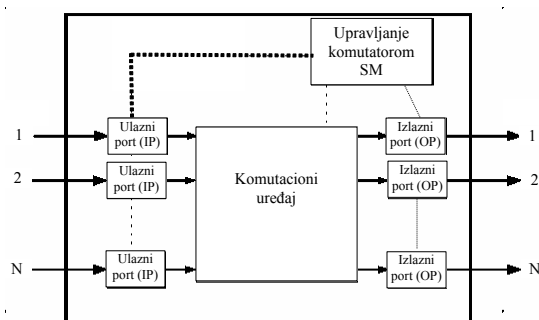 Upravljanje
komutatorom
SM
1
Ulazni
port (IP)
Izlazni
port (OP)
1
2
Ulazni
port (IP)
Komutacioni
uređaj
Izlazni
port (OP)
2
N
Ulazni
port (IP)
Izlazni
port (OP)
N